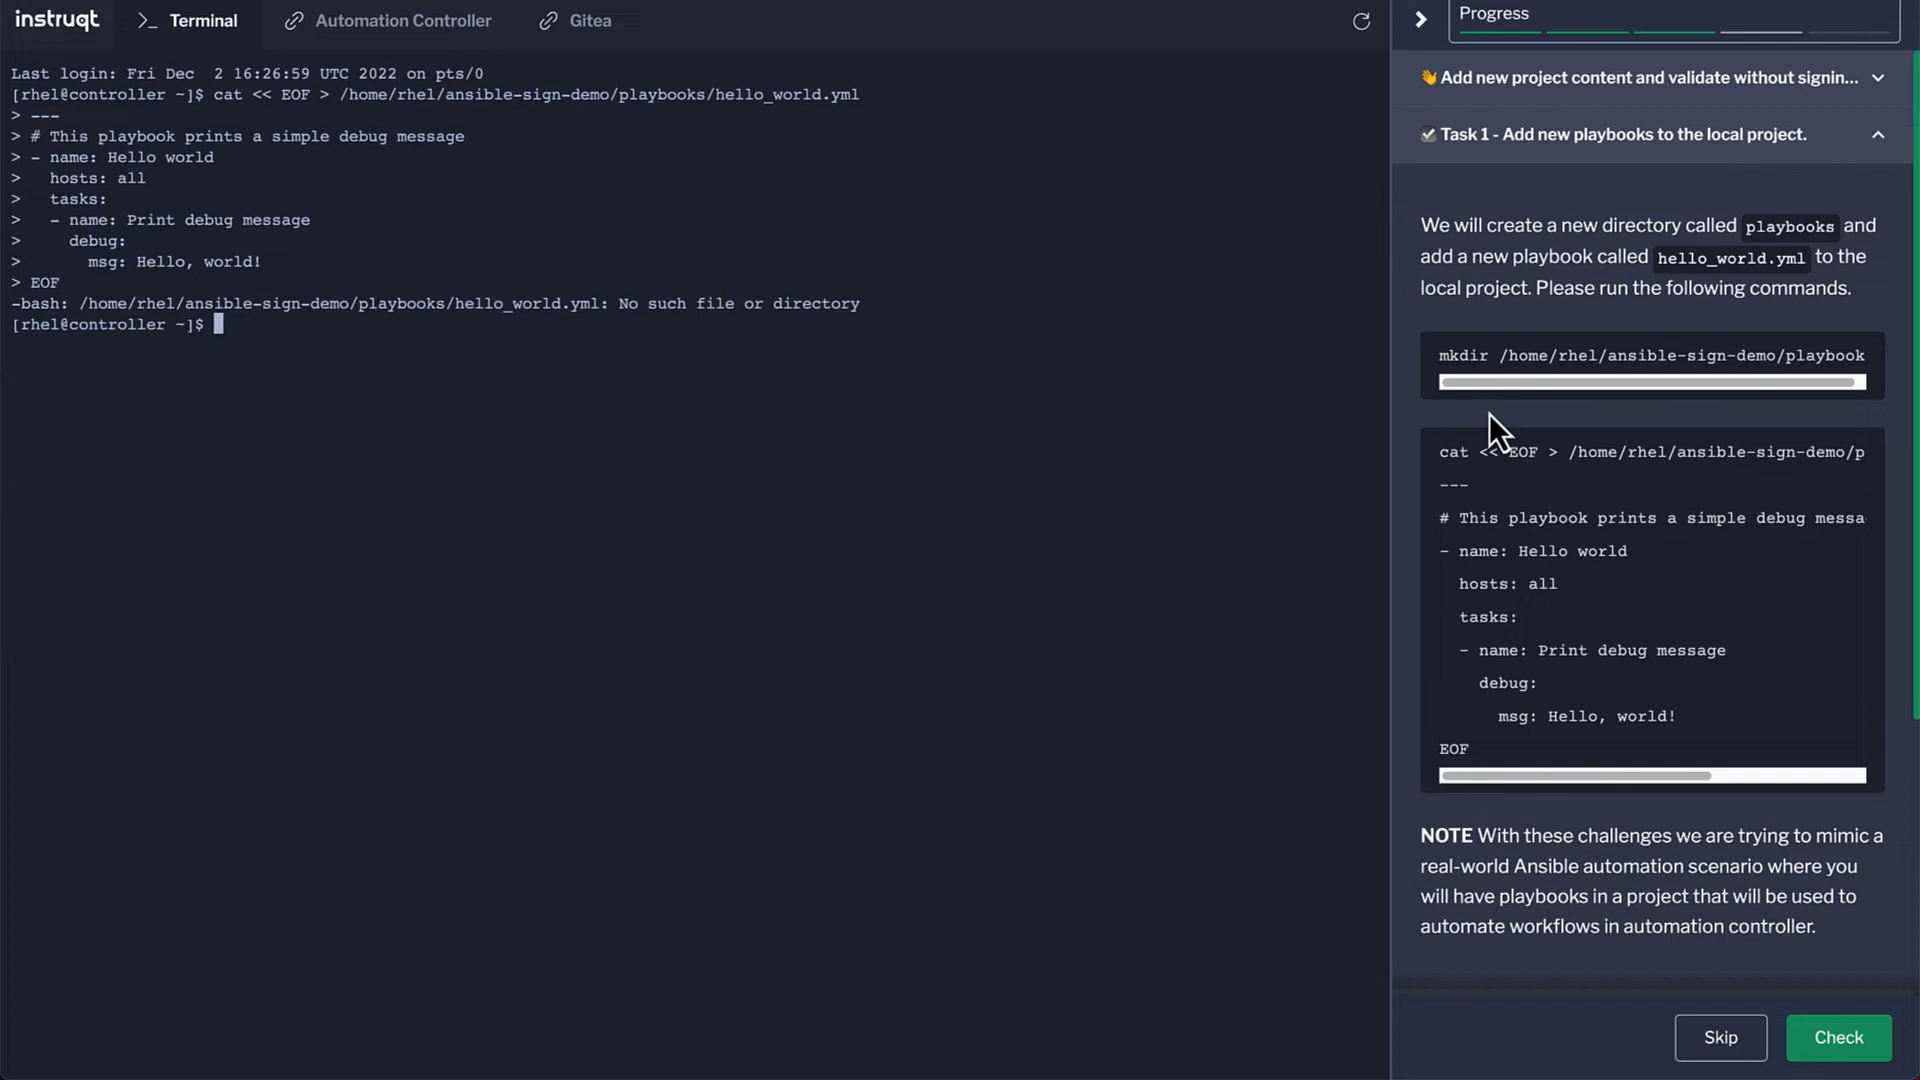 instruqt
>_ Terminal
Automation Controller
Gitea
Last login: Fri Dec  2 16:26:59 UTC 2022 on pts/0
[rhel@controller ~]$ cat << EOF > /home/rhel/ansible-sign-demo/playbooks/hello_world.yml
> ---
> # This playbook prints a simple debug message
> - name: Hello world
>   hosts: all
>   tasks:
>   - name: Print debug message
>     debug:
>       msg: Hello, world!
> EOF
-bash: /home/rhel/ansible-sign-demo/playbooks/hello_world.yml: No such file or directory
[rhel@controller ~]$
Progress
👋 Add new project content and validate without signin...
☑ Task 1 - Add new playbooks to the local project.
We will create a new directory called playbooks and
add a new playbook called hello_world.yml to the
local project. Please run the following commands.
mkdir /home/rhel/ansible-sign-demo/playbook
cat << EOF > /home/rhel/ansible-sign-demo/p
---
# This playbook prints a simple debug messa
- name: Hello world
  hosts: all
  tasks:
  - name: Print debug message
    debug:
      msg: Hello, world!
EOF
NOTE With these challenges we are trying to mimic a
real-world Ansible automation scenario where you
will have playbooks in a project that will be used to
automate workflows in automation controller.
Skip
Check